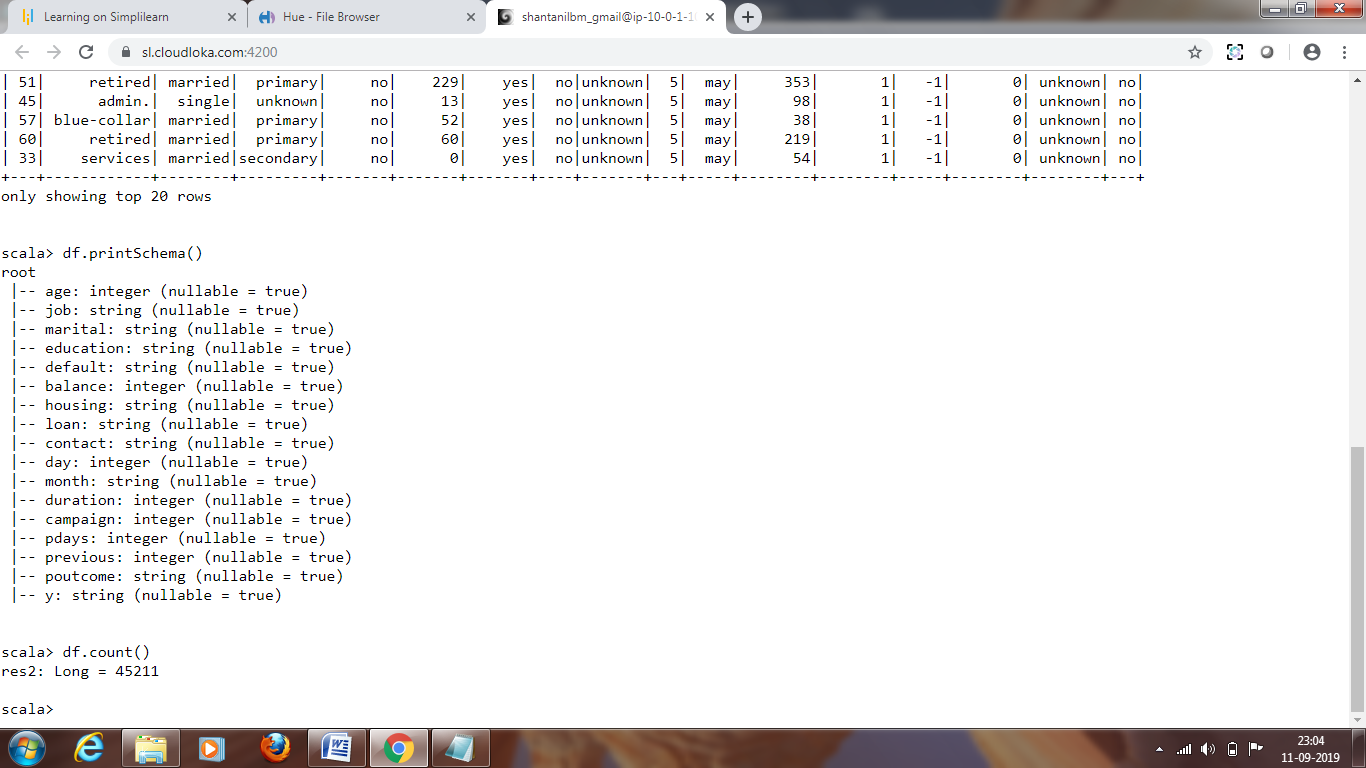 Learning on Simplilearn
Hue - File Browser
shantanilbm_gmail@ip-10-0-1-10
sl.cloudloka.com:4200
| 51|     retired| married|  primary|     no|    229|    yes|  no|unknown|  5|  may|     353|       1|   -1|       0| unknown| no|
| 45|      admin.|  single|  unknown|      no|     13|    yes|  no|unknown|  5|  may|      98|       1|   -1|       0| unknown| no|
| 57| blue-collar| married|  primary|      no|     52|    yes|  no|unknown|  5|  may|      38|       1|   -1|       0| unknown| no|
| 60|     retired| married|  primary|      no|     60|    yes|  no|unknown|  5|  may|     219|       1|   -1|       0| unknown| no|
| 33|    services| married|secondary|      no|      0|    yes|  no|unknown|  5|  may|      54|       1|   -1|       0| unknown| no|
+---+------------+--------+---------+-------+-------+-------+----+-------+---+-----+--------+--------+-----+--------+--------+---+
only showing top 20 rows
scala> df.printSchema()
root
|-- age: integer (nullable = true)
|-- job: string (nullable = true)
|-- marital: string (nullable = true)
|-- education: string (nullable = true)
|-- default: string (nullable = true)
|-- balance: integer (nullable = true)
|-- housing: string (nullable = true)
|-- loan: string (nullable = true)
|-- contact: string (nullable = true)
|-- day: integer (nullable = true)
|-- month: string (nullable = true)
|-- duration: integer (nullable = true)
|-- campaign: integer (nullable = true)
|-- pdays: integer (nullable = true)
|-- previous: integer (nullable = true)
|-- poutcome: string (nullable = true)
|-- y: string (nullable = true)
scala> df.count()
res2: Long = 45211
scala>
23:04
11-09-2019